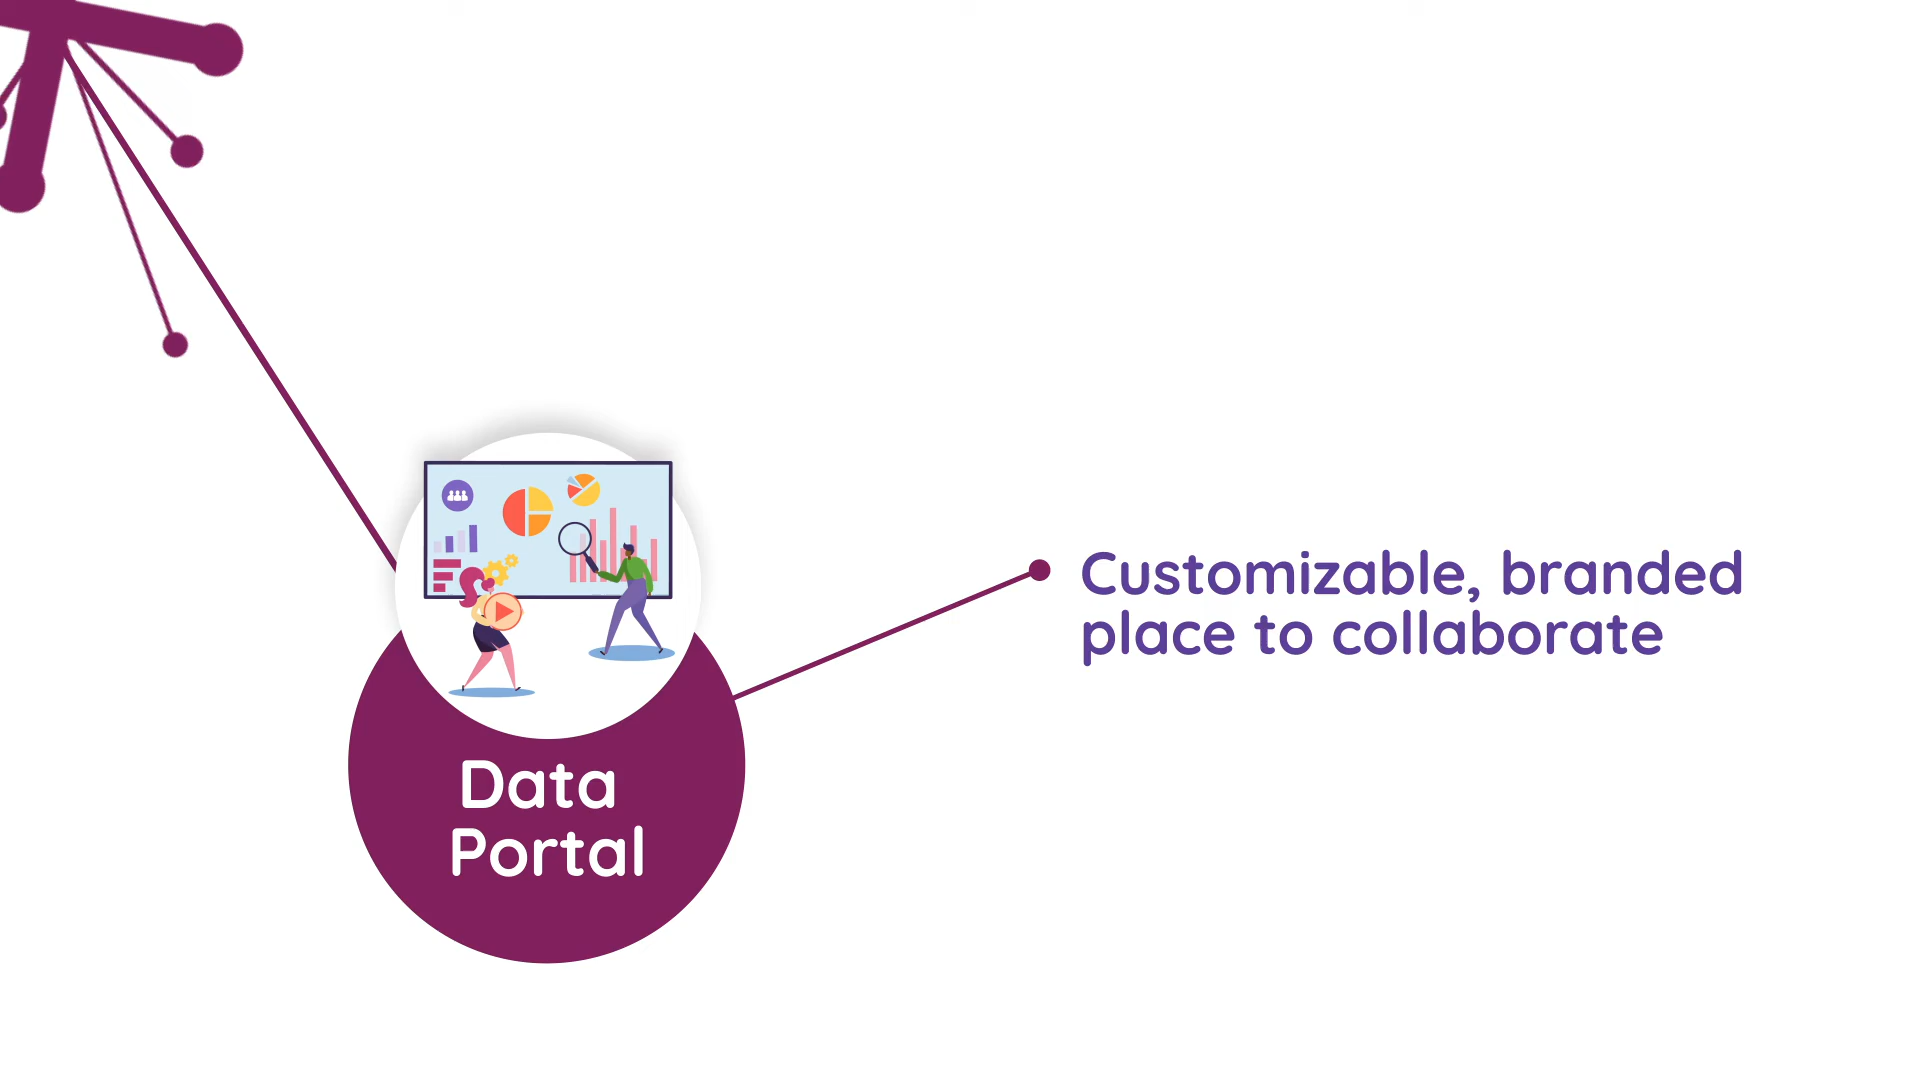 Customizable, branded
place to collaborate
Data
Portal